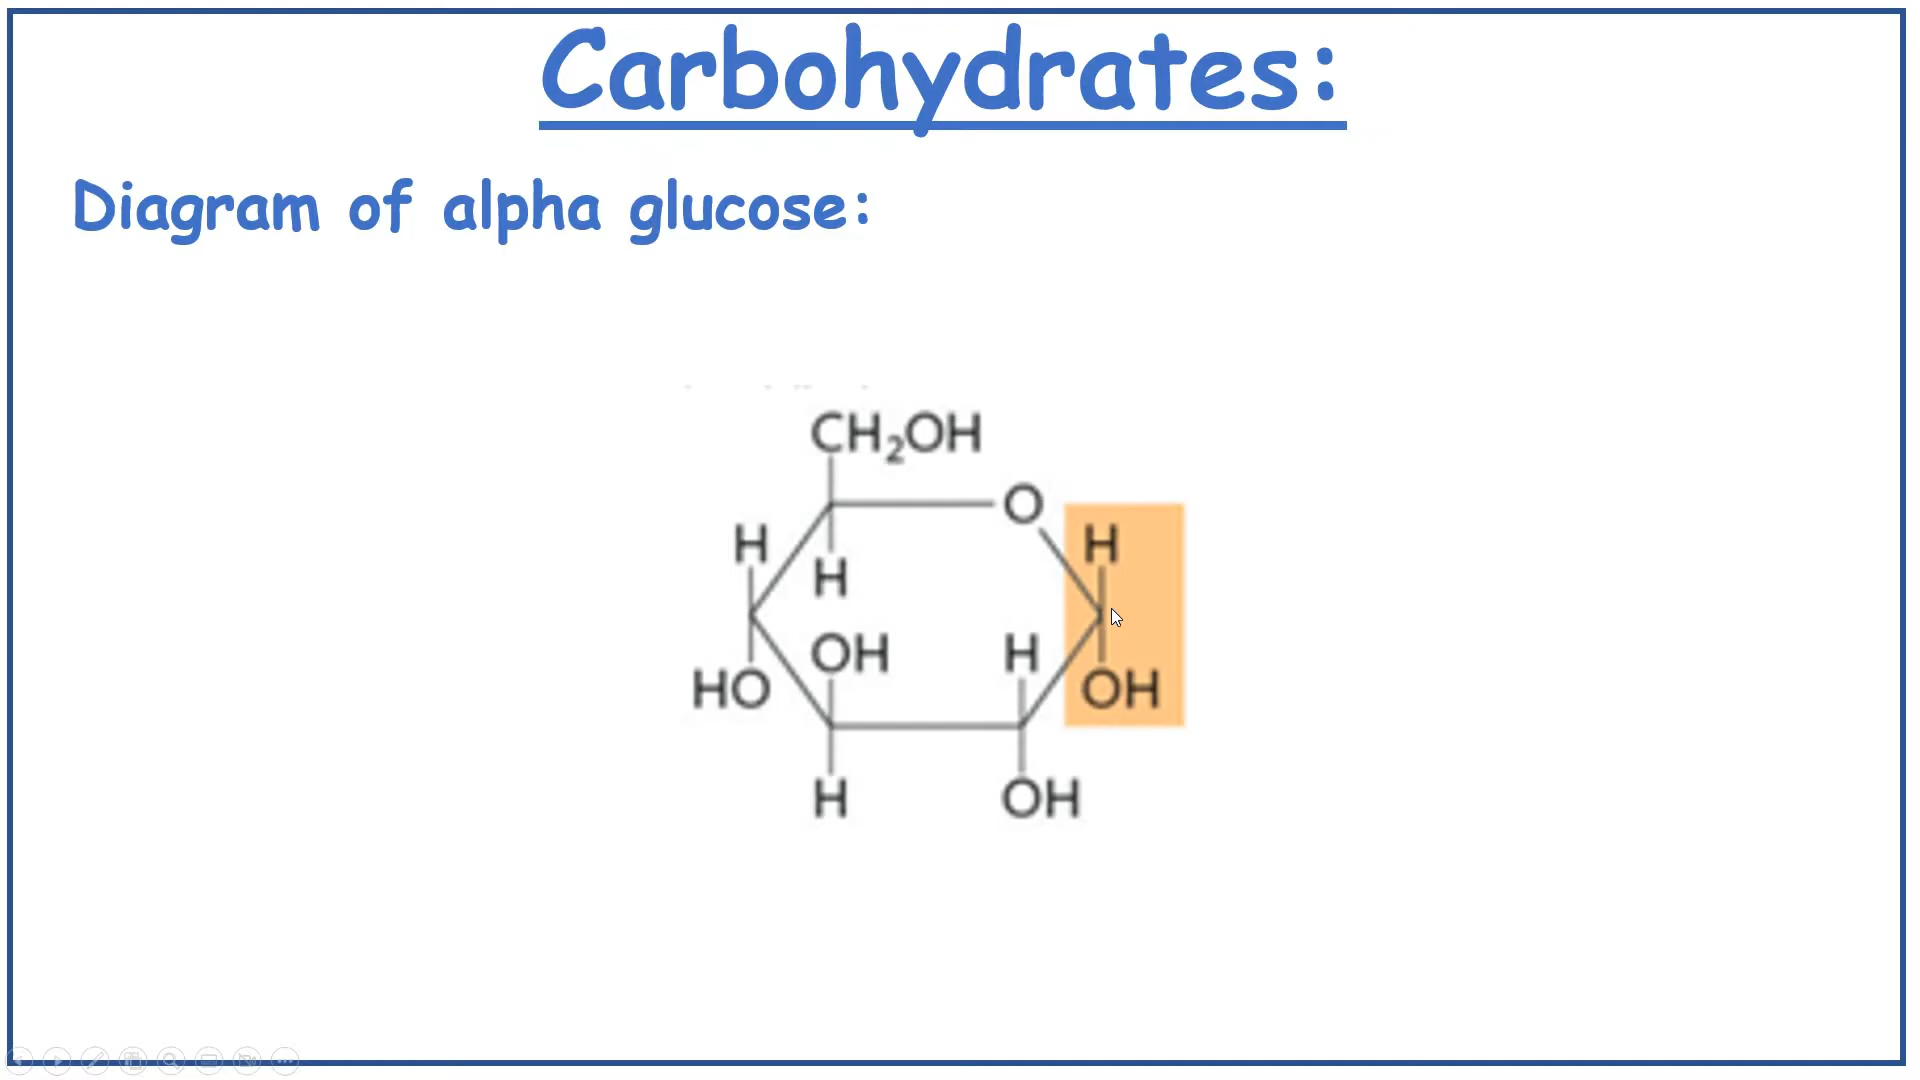 Carbohydrates:
Diagram of alpha glucose:
CH₂OH
O
H
H
H
OH
H
HO
OH
H
OH